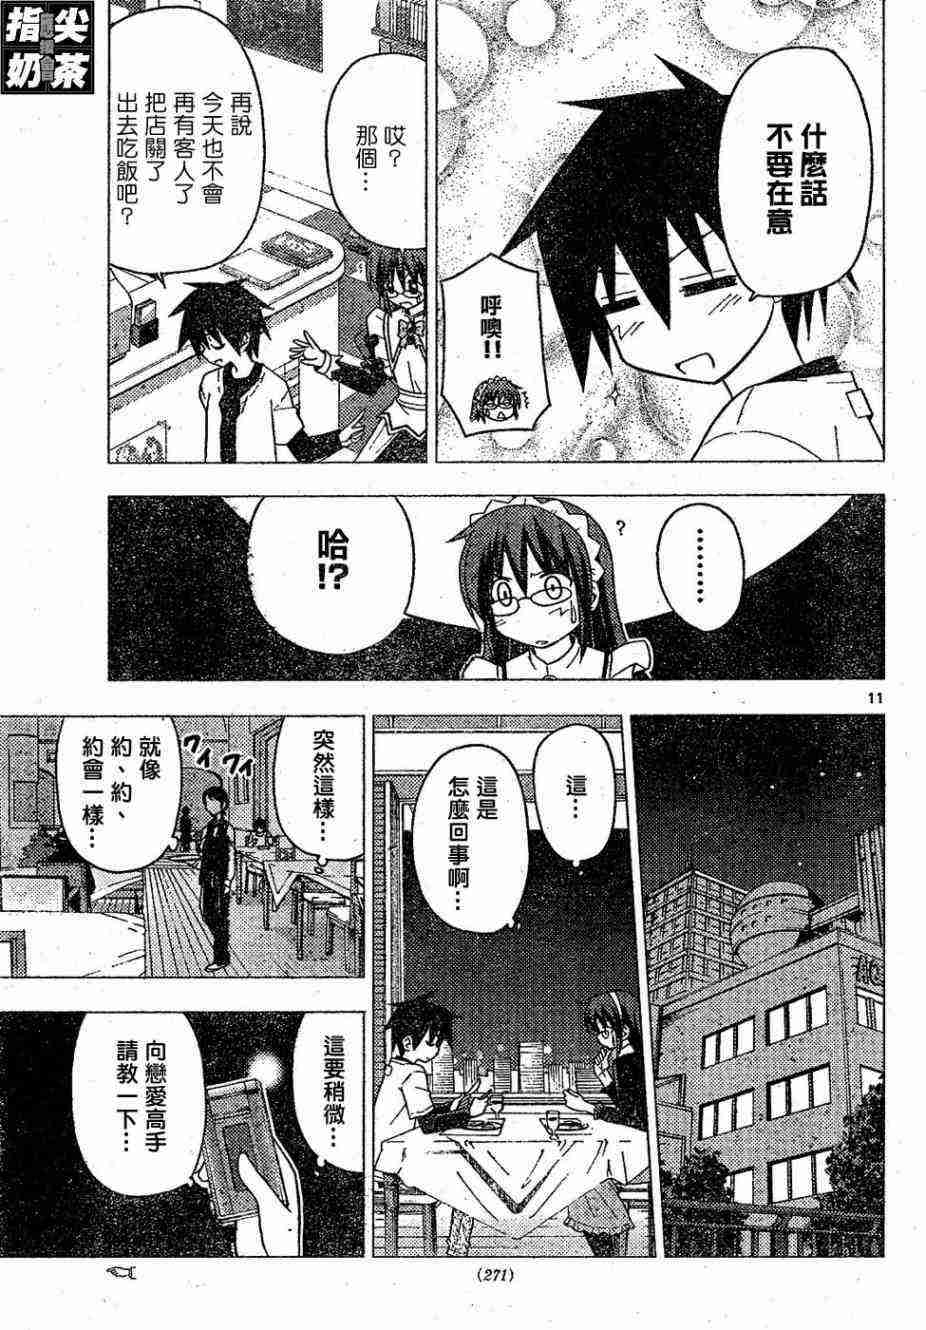 指尖
奶茶
什麼話
不要在意
呼噢!!
哎？
那個…
再說
今天也不會
再有客人了
把店關了
出去吃飯吧？
………
?
哈!?
11
這…
這是
怎麼回事啊…
突然這樣…
就像
約、約、
約會一樣…
クイ
クイ
這要稍微…
向戀愛高手
請教一下…
(271)